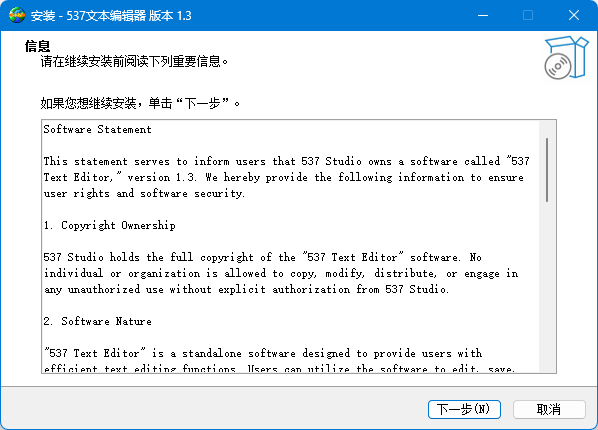 安装 - 537文本编辑器 版本 1.3
信息
请在继续安装前阅读下列重要信息。
如果您想继续安装，单击“下一步”。
Software Statement
This statement serves to inform users that 537 Studio owns a software called "537
Text Editor," version 1.3. We hereby provide the following information to ensure
user rights and software security.
1. Copyright Ownership
537 Studio holds the full copyright of the "537 Text Editor" software. No
individual or organization is allowed to copy, modify, distribute, or engage in
any unauthorized use without explicit authorization from 537 Studio.
2. Software Nature
"537 Text Editor" is a standalone software designed to provide users with
efficient text editing functions. Users can utilize the software to edit, save,
下一步(N)
取消